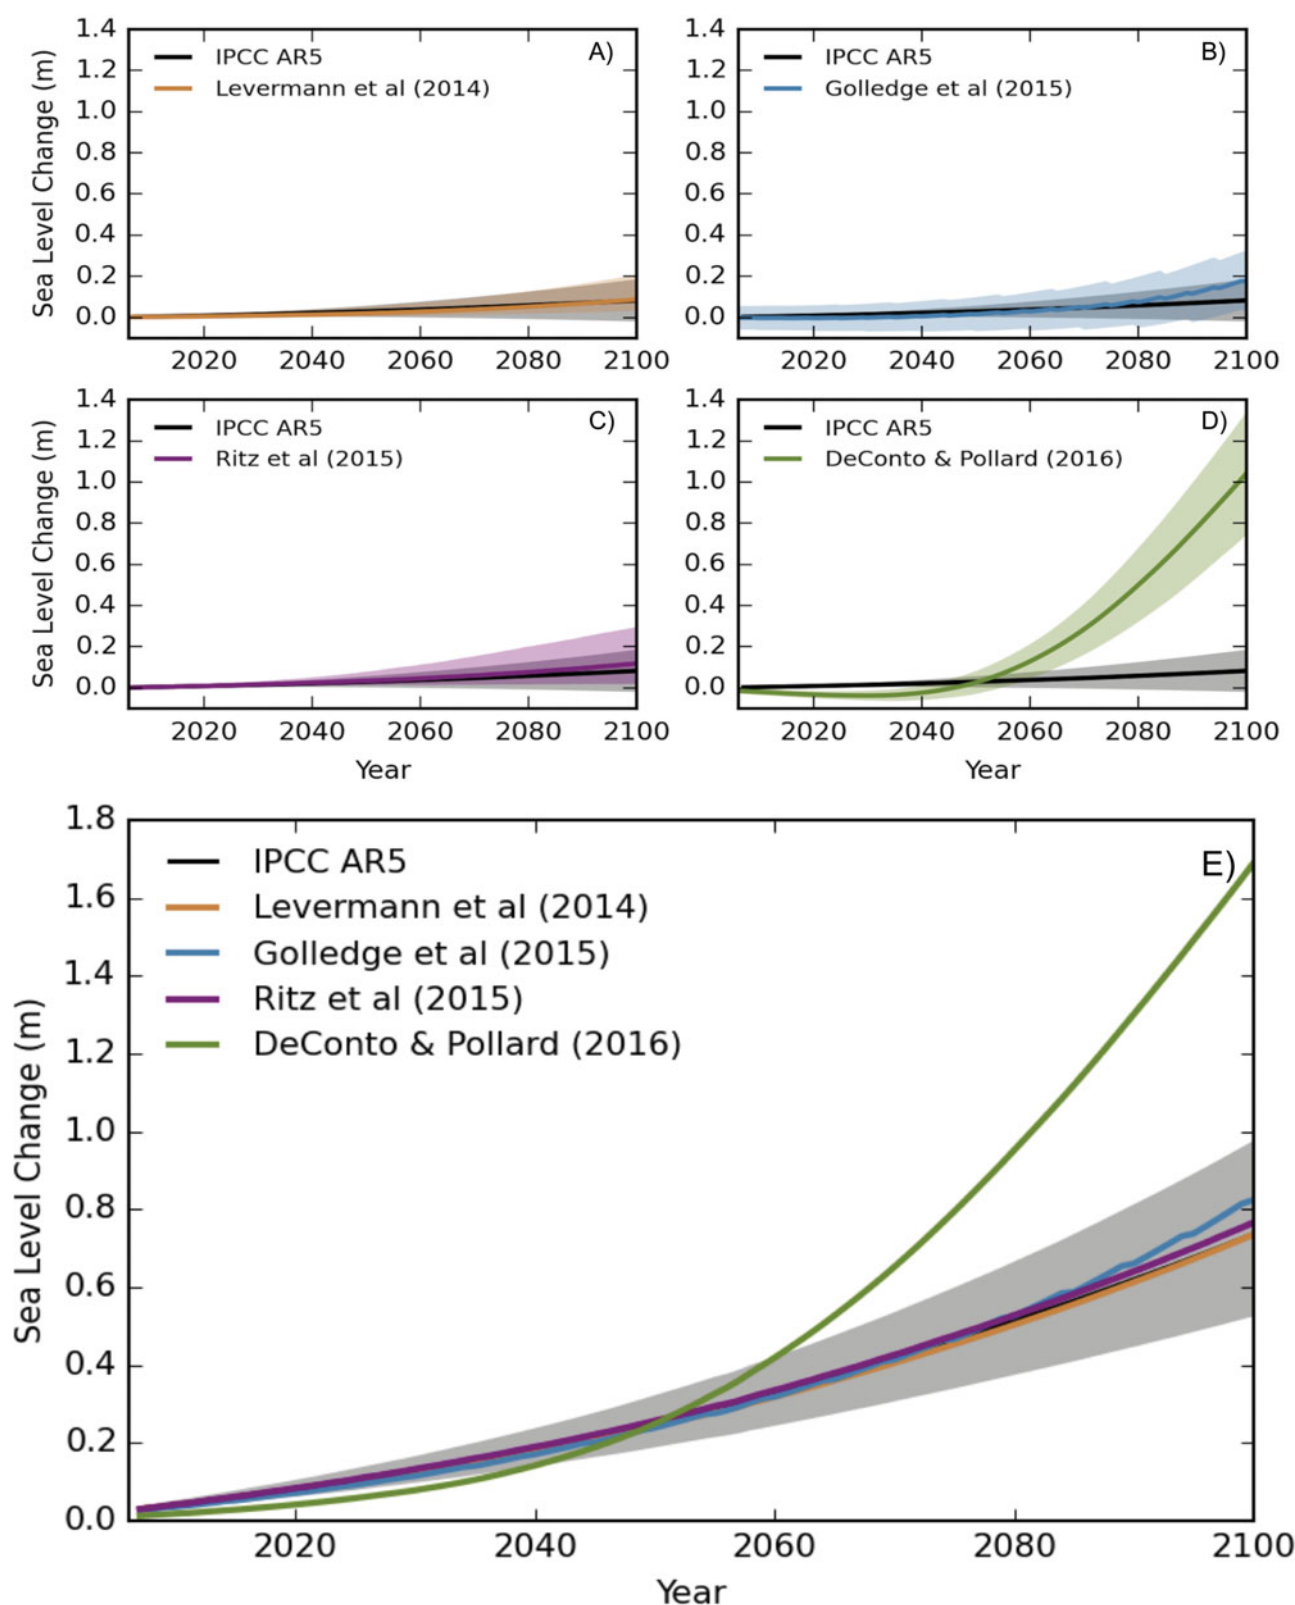 1.4
1.2
1.0
0.8
0.6
0.4
0.2
0.0
Sea Level Change (m)
IPCC AR5
Levermann et al (2014)
A)
2020 2040 2060 2080 2100
1.4
1.2
1.0
0.8
0.6
0.4
0.2
0.0
IPCC AR5
Golledge et al (2015)
B)
2020 2040 2060 2080 2100
1.4
1.2
1.0
0.8
0.6
0.4
0.2
0.0
Sea Level Change (m)
IPCC AR5
Ritz et al (2015)
C)
2020 2040 2060 2080 2100
Year
1.4
1.2
1.0
0.8
0.6
0.4
0.2
0.0
IPCC AR5
DeConto & Pollard (2016)
D)
2020 2040 2060 2080 2100
Year
1.8
1.6
1.4
1.2
1.0
0.8
0.6
0.4
0.2
0.0
Sea Level Change (m)
IPCC AR5
Levermann et al (2014)
Golledge et al (2015)
Ritz et al (2015)
DeConto & Pollard (2016)
E)
2020 2040 2060 2080 2100
Year